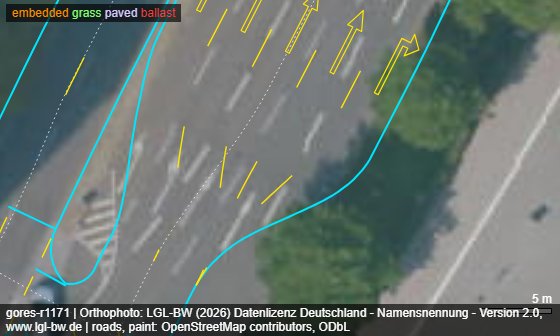 embedded grass paved ballast
5 m
gores-r1171 | Orthophoto: LGL-BW (2026) Datenlizenz Deutschland - Namensnennung - Version 2.0,
www.lgl-bw.de | roads, paint: OpenStreetMap contributors, ODbL